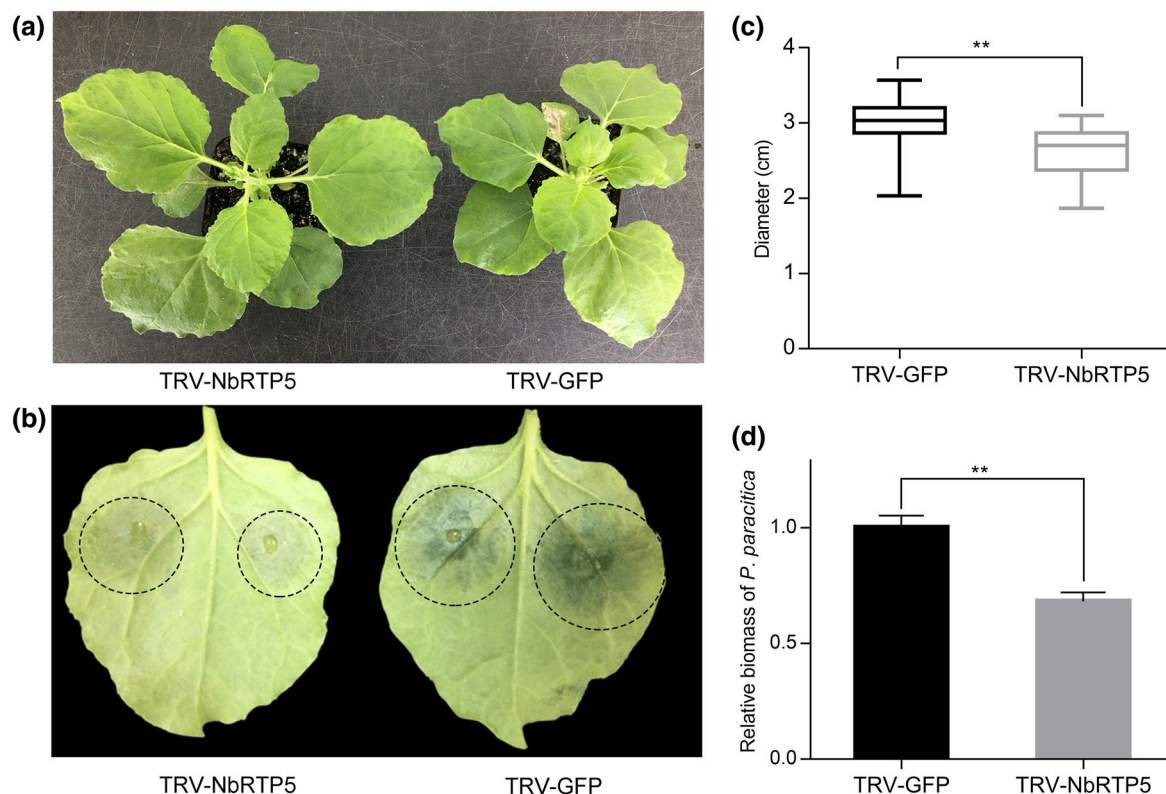 (a)
TRV-NbRTP5
TRV-GFP
(b)
TRV-NbRTP5
TRV-GFP
(c)
Diameter (cm)
4
3
2
1
0
**
TRV-GFP
TRV-NbRTP5
(d)
Relative biomass of P. paracitica
1.0
0.5
0.0
**
TRV-GFP
TRV-NbRTP5